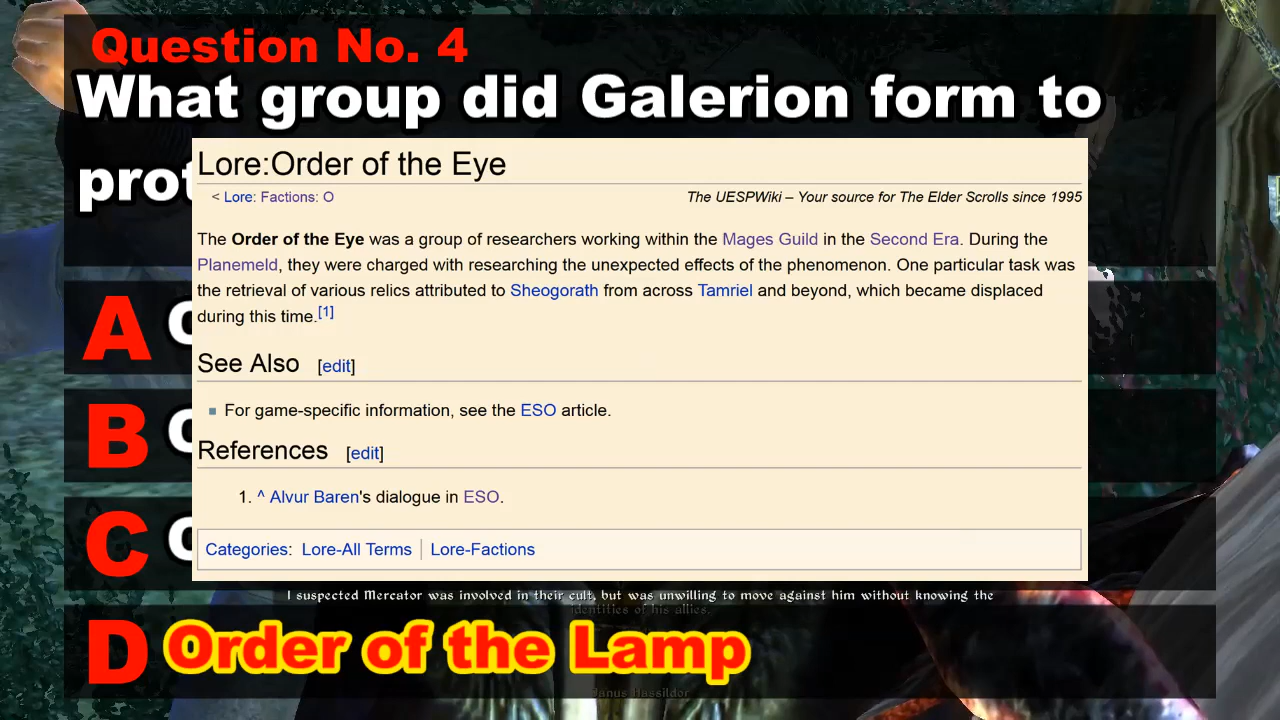 Question No. 4
What group did Galerion form to
Lore:Order of the Eye
< Lore: Factions: O
The UESPWiki – Your source for The Elder Scrolls since 1995
The Order of the Eye was a group of researchers working within the Mages Guild in the Second Era. During the
Planemeld, they were charged with researching the unexpected effects of the phenomenon. One particular task was
the retrieval of various relics attributed to Sheogorath from across Tamriel and beyond, which became displaced
during this time.[1]
See Also [edit]
For game-specific information, see the ESO article.
References [edit]
1. ^ Alvur Baren's dialogue in ESO.
Categories: Lore-All Terms | Lore-Factions
A
B
C
I suspected Mercator was involved in their cult, but was unwilling to move against him without knowing the
identities of his allies.
D Order of the Lamp
Janus Hassildor